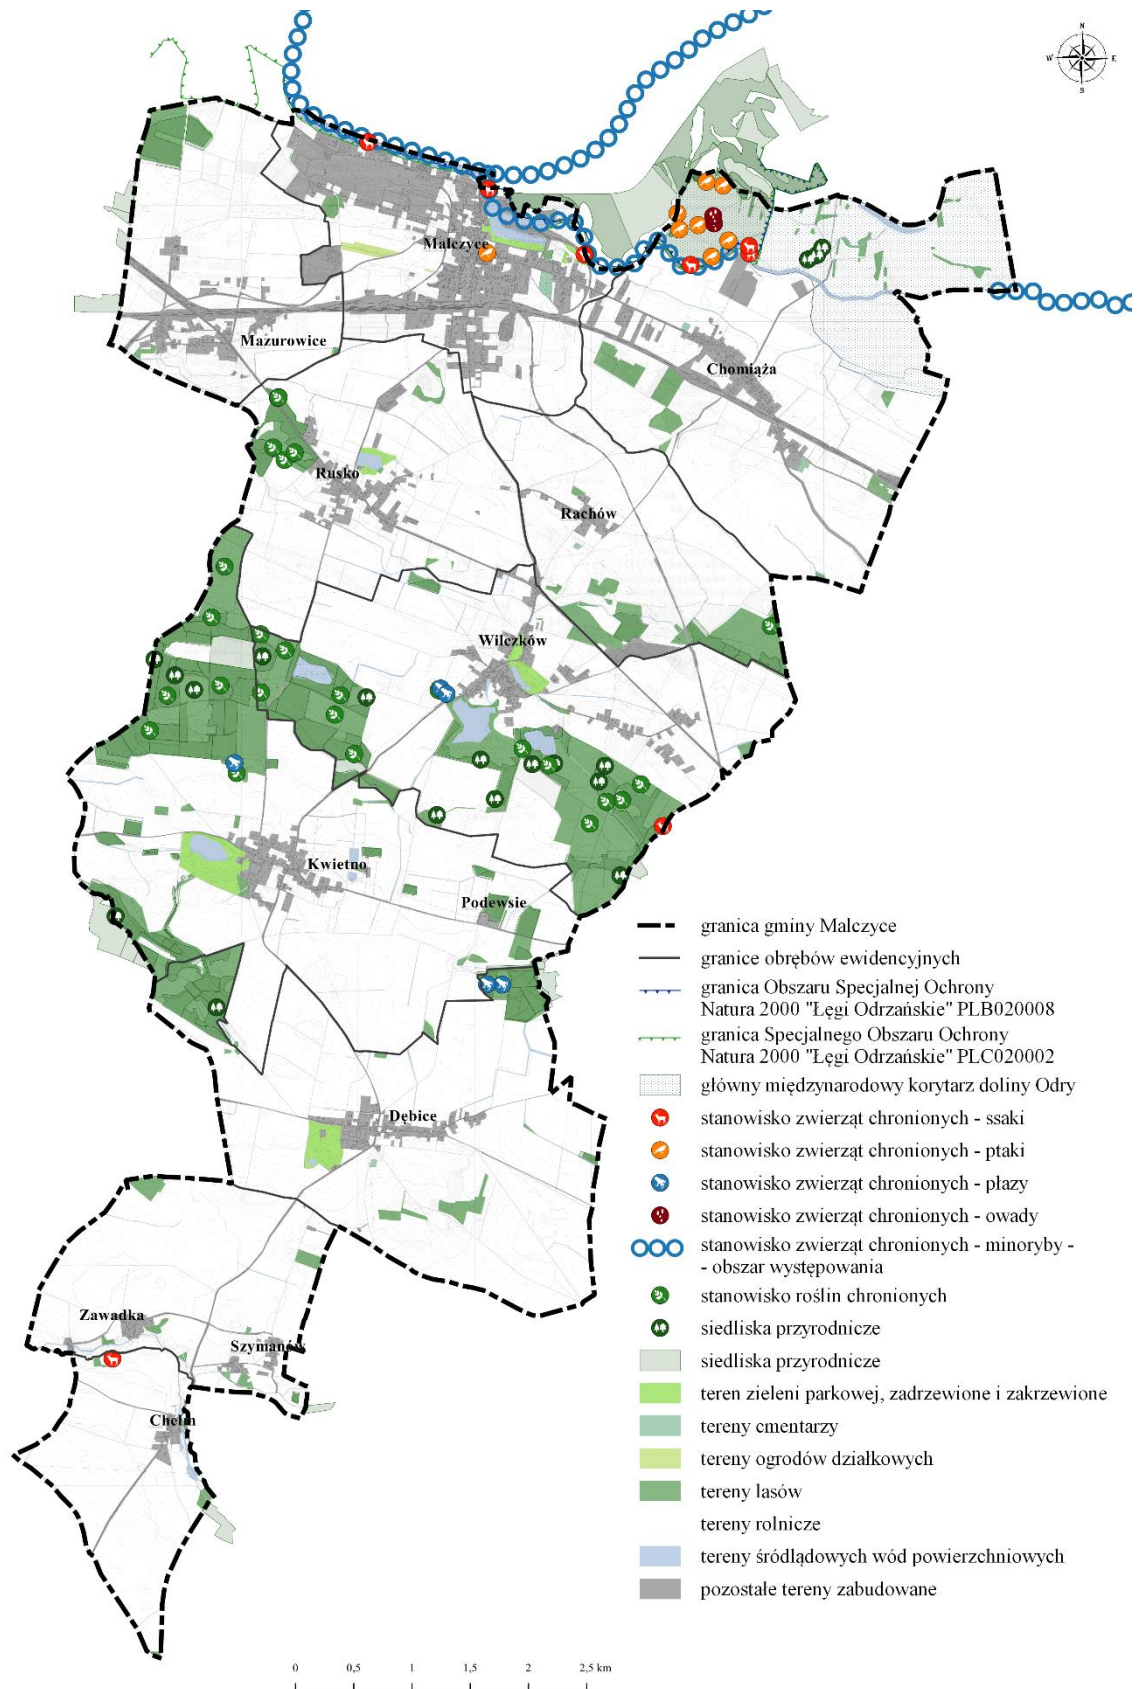 N
W E
S
Malczyce
Mazurowice
Chomiąża
Rusko
Rachów
Wilczków
Kwietno
Podewsie
Dębice
Zawadka
Szymanów
Chełm
granica gminy Malczyce
granice obrębów ewidencyjnych
granica Obszaru Specjalnej Ochrony
Natura 2000 "Łęgi Odrzańskie" PLB020008
granica Specjalnego Obszaru Ochrony
Natura 2000 "Łęgi Odrzańskie" PLC020002
główny międzynarodowy korytarz doliny Odry
stanowisko zwierząt chronionych - ssaki
stanowisko zwierząt chronionych - ptaki
stanowisko zwierząt chronionych - płazy
stanowisko zwierząt chronionych - owady
stanowisko zwierząt chronionych - minoryby -
- obszar występowania
stanowisko roślin chronionych
siedliska przyrodnicze
siedliska przyrodnicze
teren zieleni parkowej, zadrzewione i zakrzewione
tereny cmentarzy
tereny ogrodów działkowych
tereny lasów
tereny rolnicze
tereny śródlądowych wód powierzchniowych
pozostałe tereny zabudowane
0 0,5 1 1,5 2 2,5 km